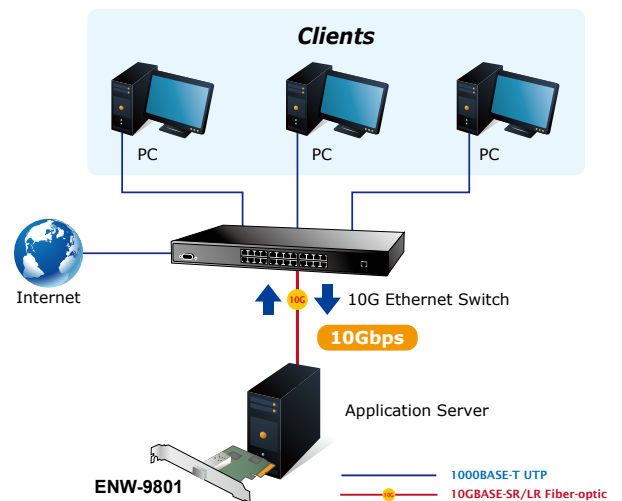 Clients
PC
PC
PC
Internet
10G
10G Ethernet Switch
10Gbps
Application Server
ENW-9801
1000BASE-T UTP
10G
10GBASE-SR/LR Fiber-optic